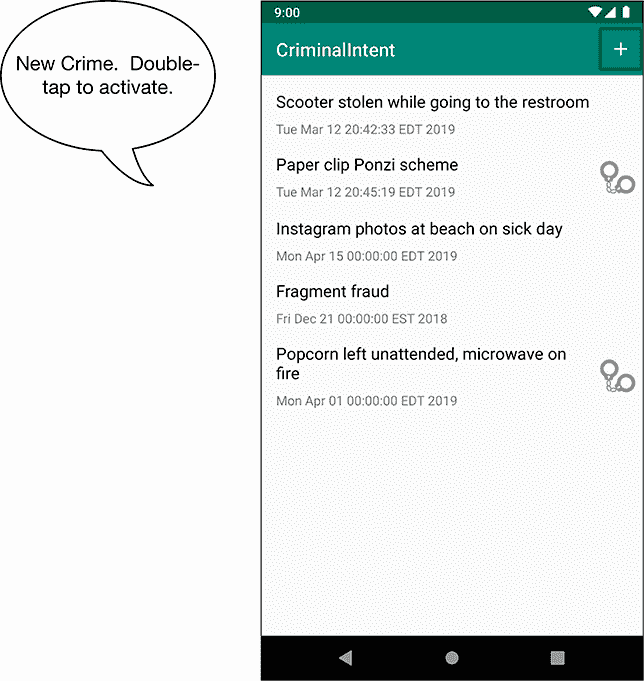 New Crime.  Double-
tap to activate.
9:00
CriminalIntent
+
Scooter stolen while going to the restroom
Tue Mar 12 20:42:33 EDT 2019
Paper clip Ponzi scheme
Tue Mar 12 20:45:19 EDT 2019
Instagram photos at beach on sick day
Mon Apr 15 00:00:00 EDT 2019
Fragment fraud
Fri Dec 21 00:00:00 EST 2018
Popcorn left unattended, microwave on
fire
Mon Apr 01 00:00:00 EDT 2019